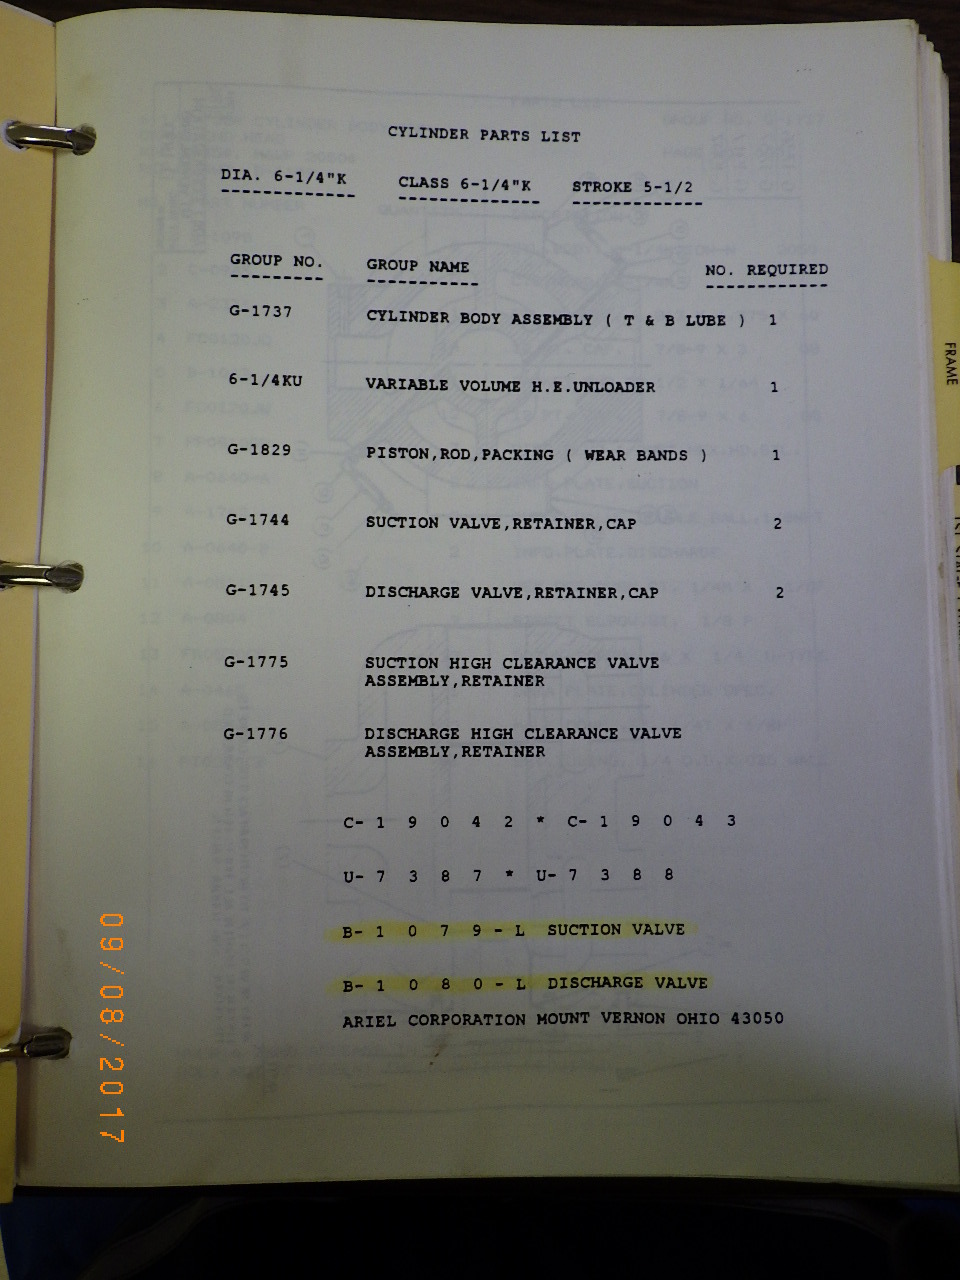 CYLINDER PARTS LIST
DIA. 6-1/4"K CLASS 6-1/4"K STROKE 5-1/2
GROUP NO. GROUP NAME NO. REQUIRED
G-1737 CYLINDER BODY ASSEMBLY ( T & B LUBE ) 1
6-1/4KU VARIABLE VOLUME H.E.UNLOADER 1
G-1829 PISTON,ROD,PACKING ( WEAR BANDS ) 1
G-1744 SUCTION VALVE,RETAINER,CAP 2
G-1745 DISCHARGE VALVE,RETAINER,CAP 2
G-1775 SUCTION HIGH CLEARANCE VALVE
ASSEMBLY,RETAINER
G-1776 DISCHARGE HIGH CLEARANCE VALVE
ASSEMBLY,RETAINER
C- 1 9 0 4 2 * C- 1 9 0 4 3
U- 7 3 8 7 * U- 7 3 8 8
B- 1 0 7 9 - L SUCTION VALVE
B- 1 0 8 0 - L DISCHARGE VALVE
ARIEL CORPORATION MOUNT VERNON OHIO 43050
FRAME
09/08/2017